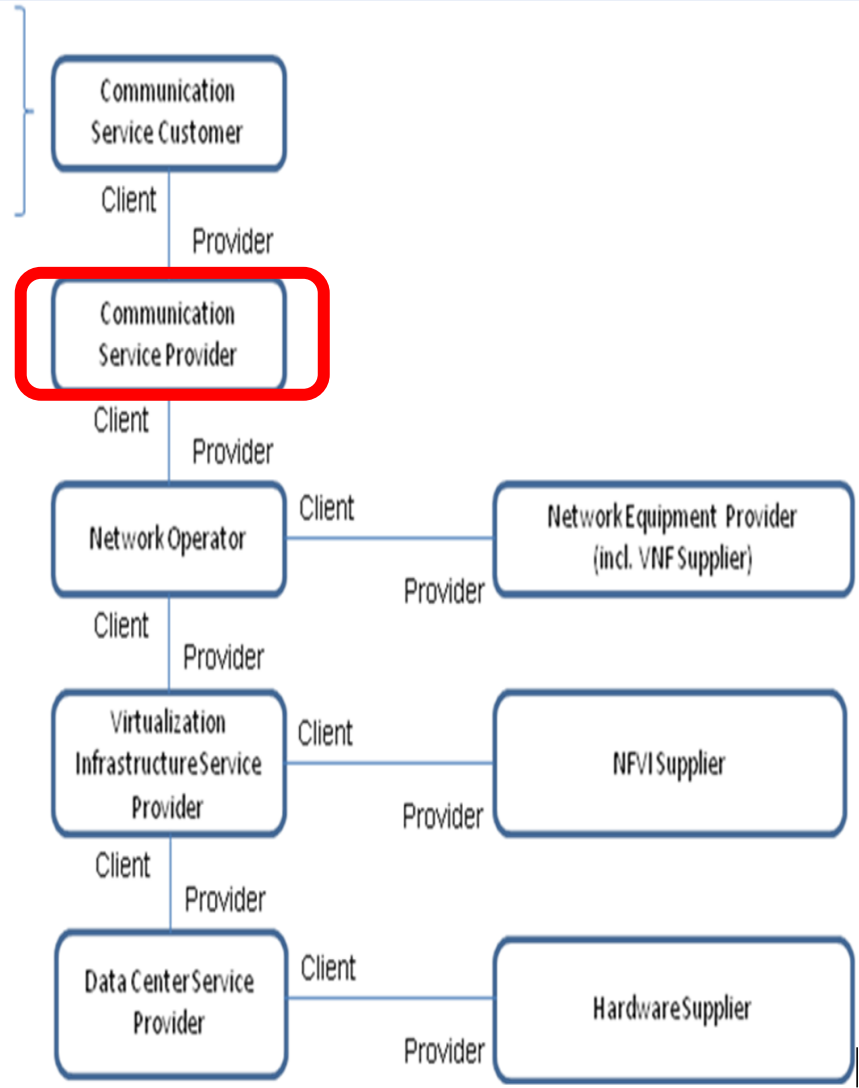 Communication
Service Customer
Client
Provider
Communication
Service Provider
Client
Provider
Network Operator
Client
Provider
Network Equipment Provider
(incl. VNF Supplier)
Client
Provider
Virtualization
Infrastructure Service
Provider
Client
Provider
NFVI Supplier
Client
Provider
Data Center Service
Provider
Client
Provider
Hardware Supplier